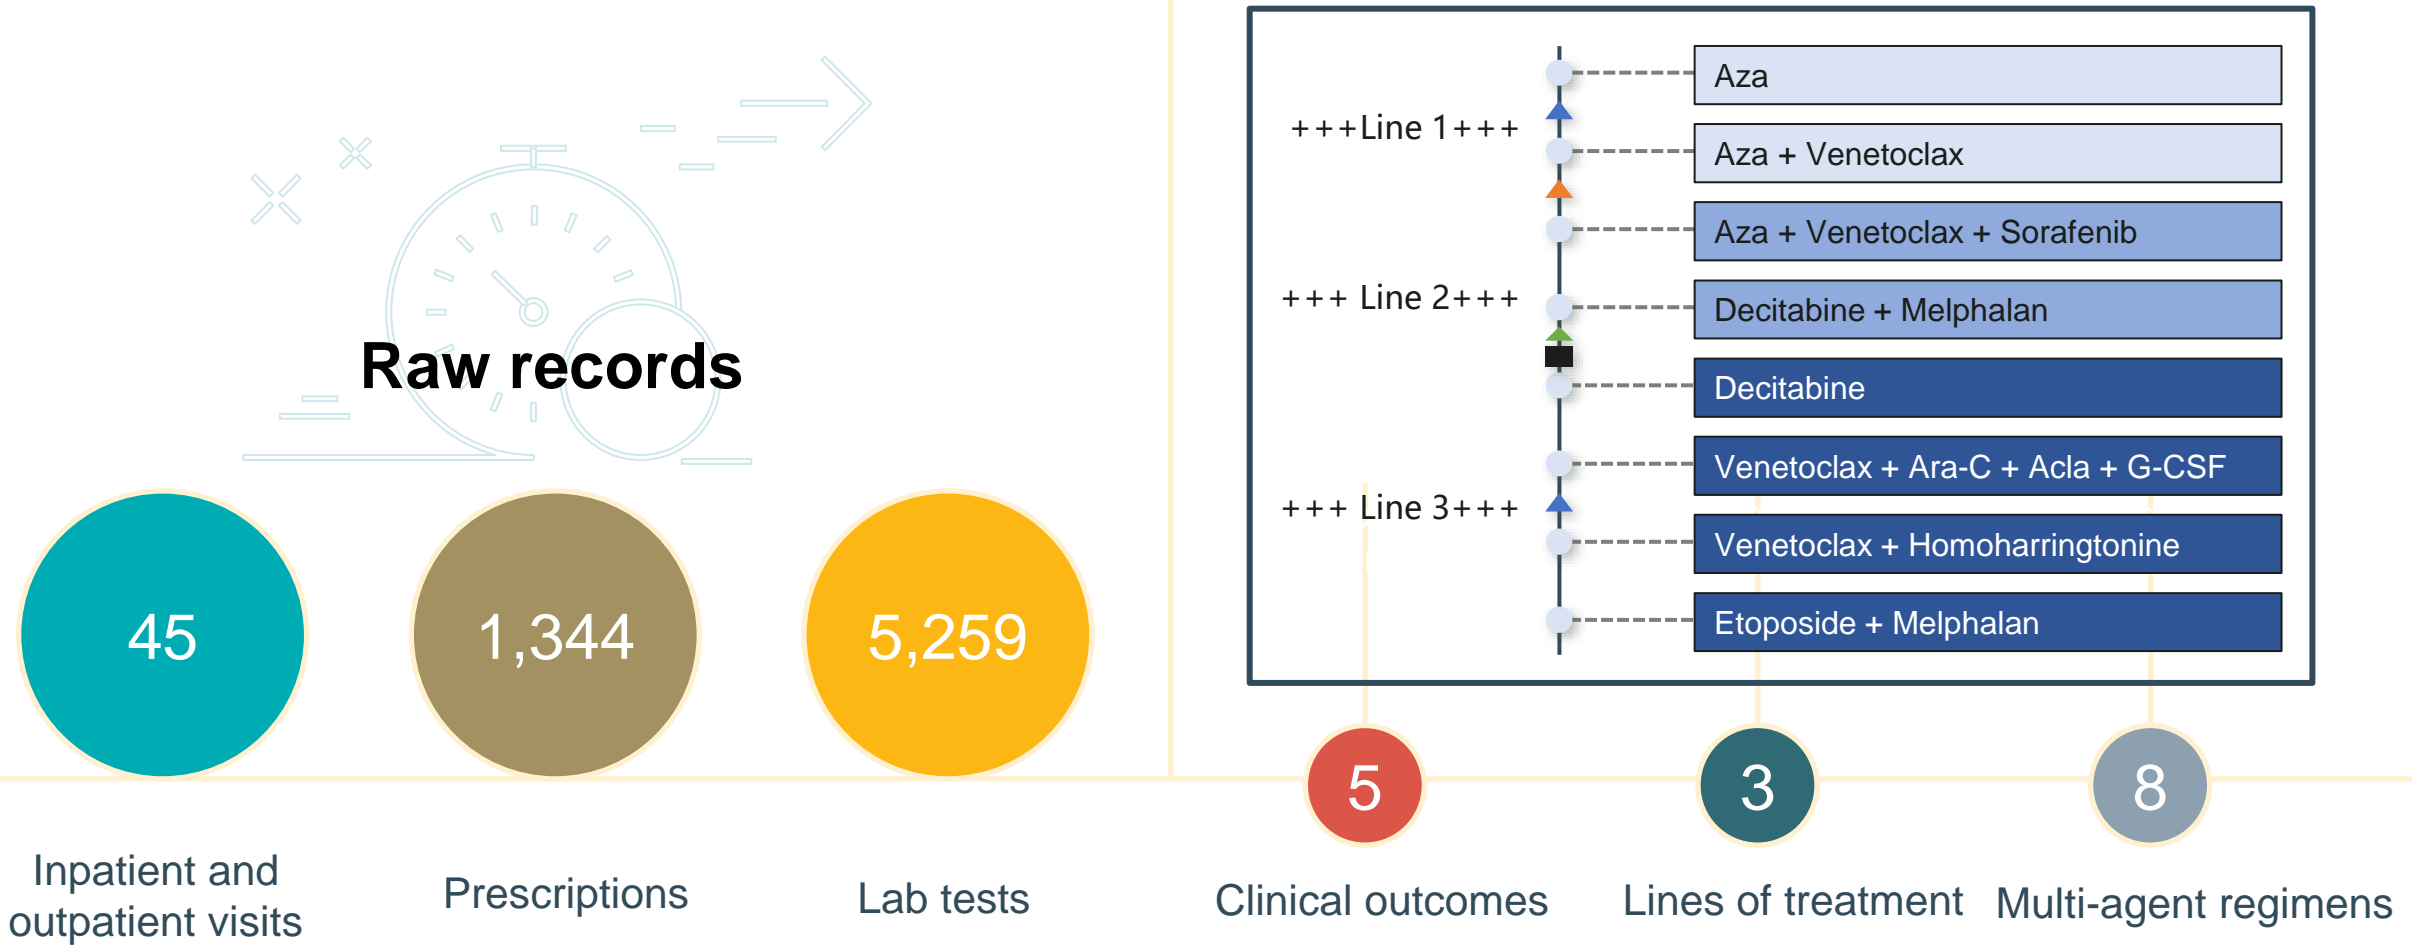 Raw records
45
1,344
5,259
Inpatient and
outpatient visits
Prescriptions
Lab tests
+++Line 1+++
Aza
Aza + Venetoclax
+++ Line 2+++
Aza + Venetoclax + Sorafenib
Decitabine + Melphalan
+++ Line 3+++
Decitabine
Venetoclax + Ara-C + Acla + G-CSF
Venetoclax + Homoharringtonine
Etoposide + Melphalan
5
3
8
Clinical outcomes
Lines of treatment
Multi-agent regimens